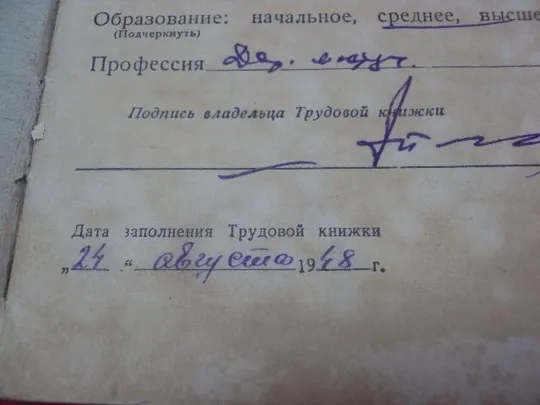 Образование: начальное, среднее, высше
(Подчеркнуть)
Профессия
Подпись владельца Трудовой книжки
Дата заполнения Трудовой книжки
„24 “ августа 1948 г.